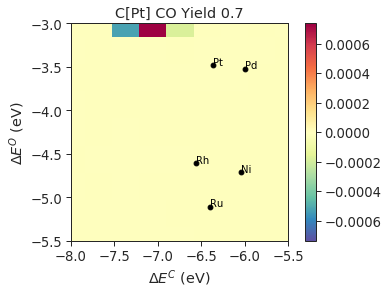 C[Pt] CO Yield 0.7
−3.0
−3.5
−4.0
−4.5
−5.0
−5.5
ΔE^O (eV)
Pt
Pd
Rh
Ni
Ru
−8.0 −7.5 −7.0 −6.5 −6.0 −5.5
ΔE^C (eV)
0.0006
0.0004
0.0002
0.0000
−0.0002
−0.0004
−0.0006